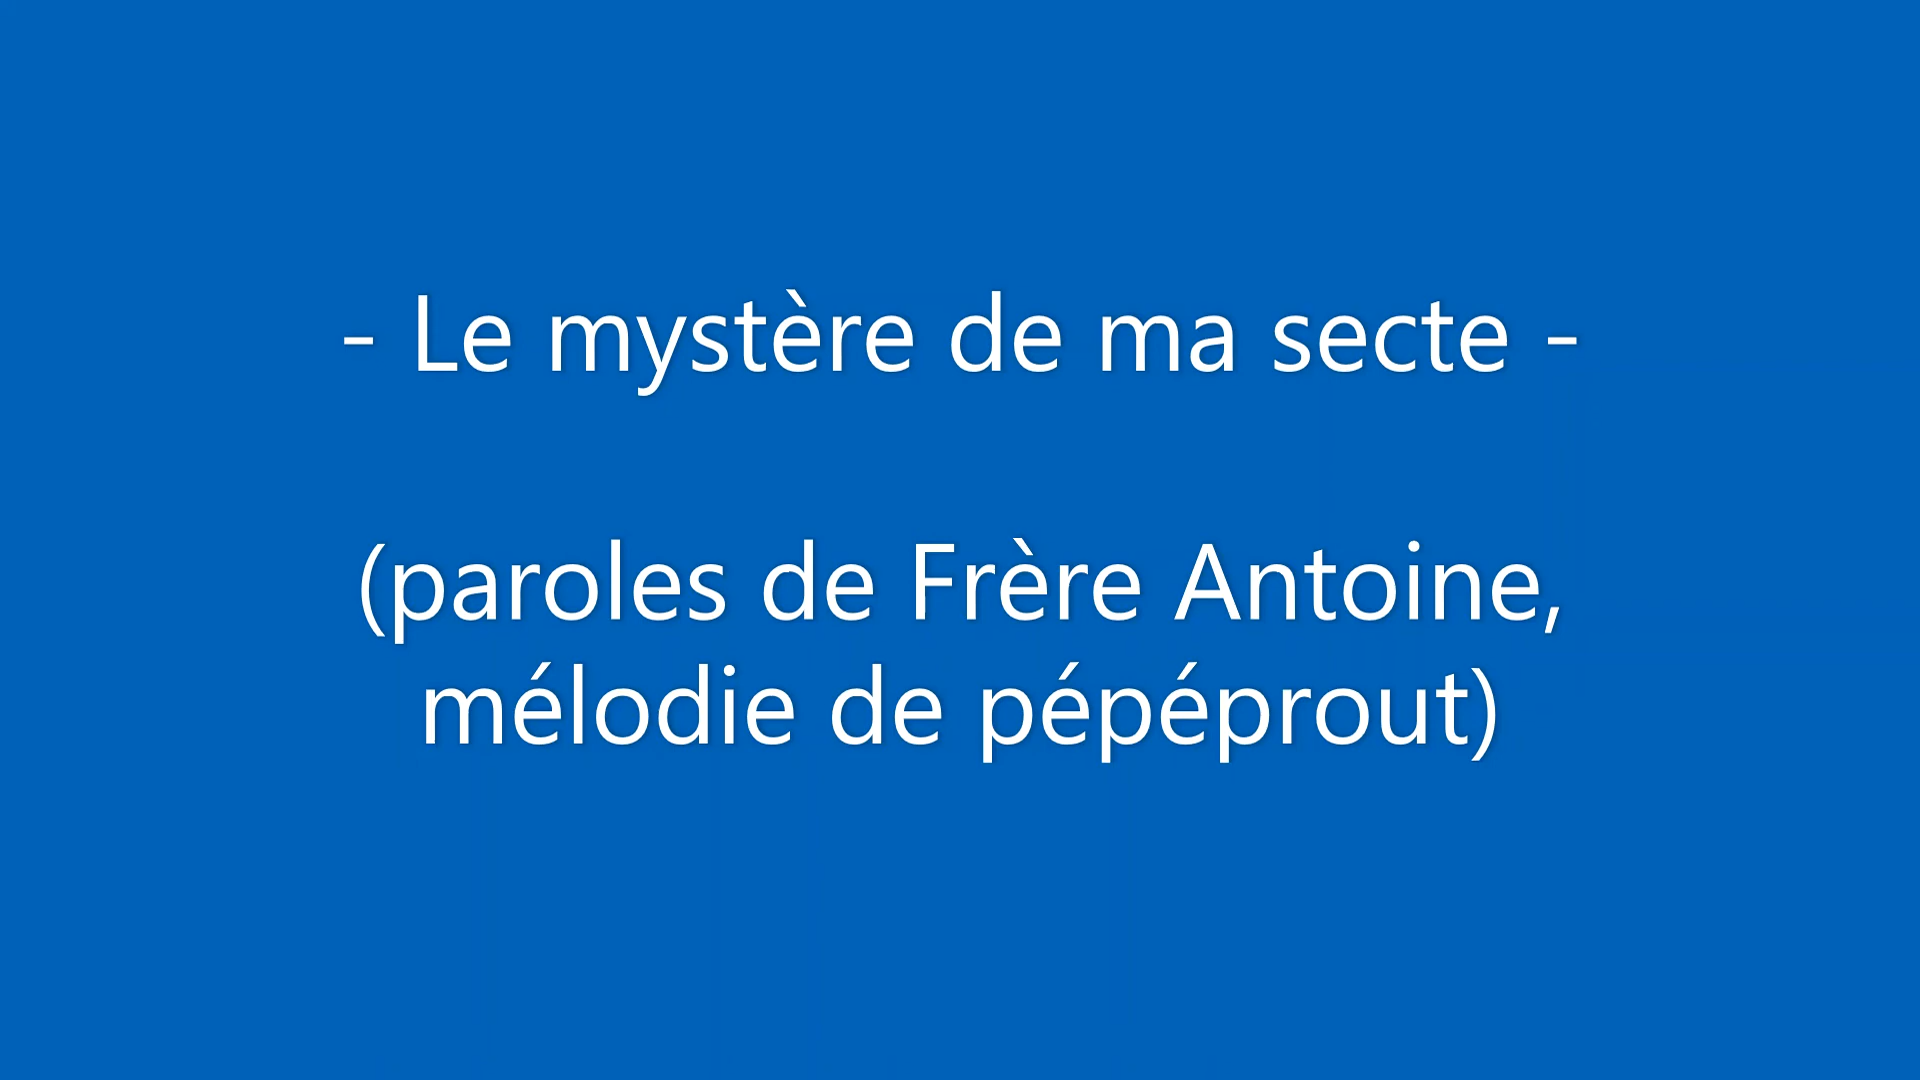 - Le mystère de ma secte -
(paroles de Frère Antoine,
mélodie de pépéprout)